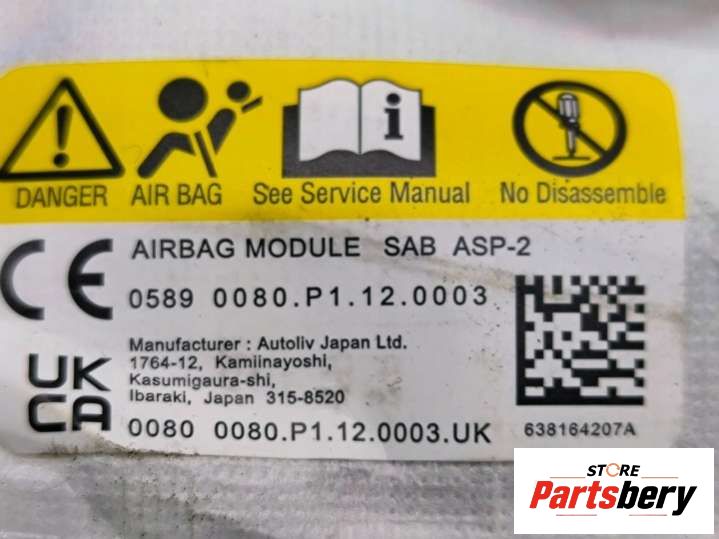 DANGER AIR BAG See Service Manual No Disassemble
AIRBAG MODULE SAB ASP-2
CE
0589 0080.P1.12.0003
Manufacturer : Autoliv Japan Ltd.
1764-12, Kamiinayoshi,
Kasumigaura-shi,
Ibaraki, Japan 315-8520
UK
CA
0080 0080.P1.12.0003.UK
638164207A
STORE
Partsbery